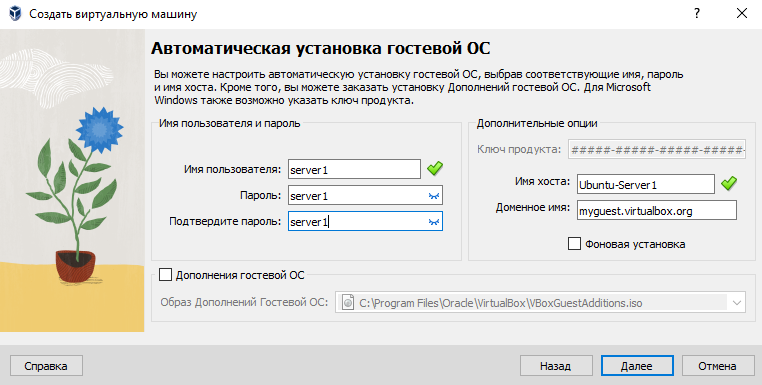 Создать виртуальную машину
?
Автоматическая установка гостевой ОС
Вы можете настроить автоматическую установку гостевой ОС, выбрав соответствующие имя, пароль
и имя хоста. Кроме того, вы можете заказать установку Дополнений гостевой ОС. Для Microsoft
Windows также возможно указать ключ продукта.
Имя пользователя и пароль
Имя пользователя: server1
Пароль: server1
Подтвердите пароль: server1
Дополнительные опции
Ключ продукта: #####-#####-#####-#####-
Имя хоста: Ubuntu-Server1
Доменное имя: myguest.virtualbox.org
Фоновая установка
Дополнения гостевой ОС
Образ Дополнений Гостевой ОС: C:\Program Files\Oracle\VirtualBox\VBoxGuestAdditions.iso
Справка
Назад
Далее
Отмена